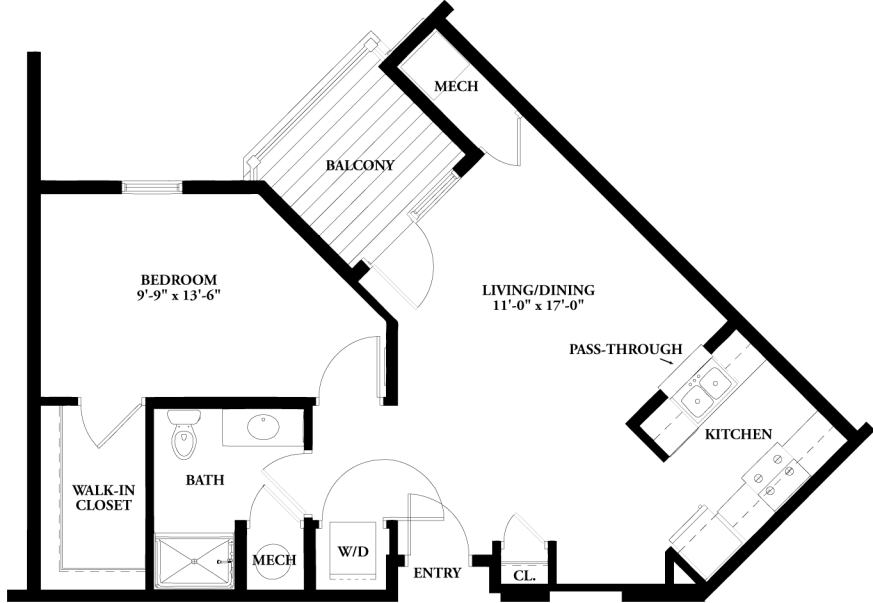 MECH
BALCONY
BEDROOM
9'-9" x 13'-6"
LIVING/DINING
11'-0" x 17'-0"
PASS-THROUGH
KITCHEN
BATH
WALK-IN
CLOSET
W/D
MECH
ENTRY
CL.